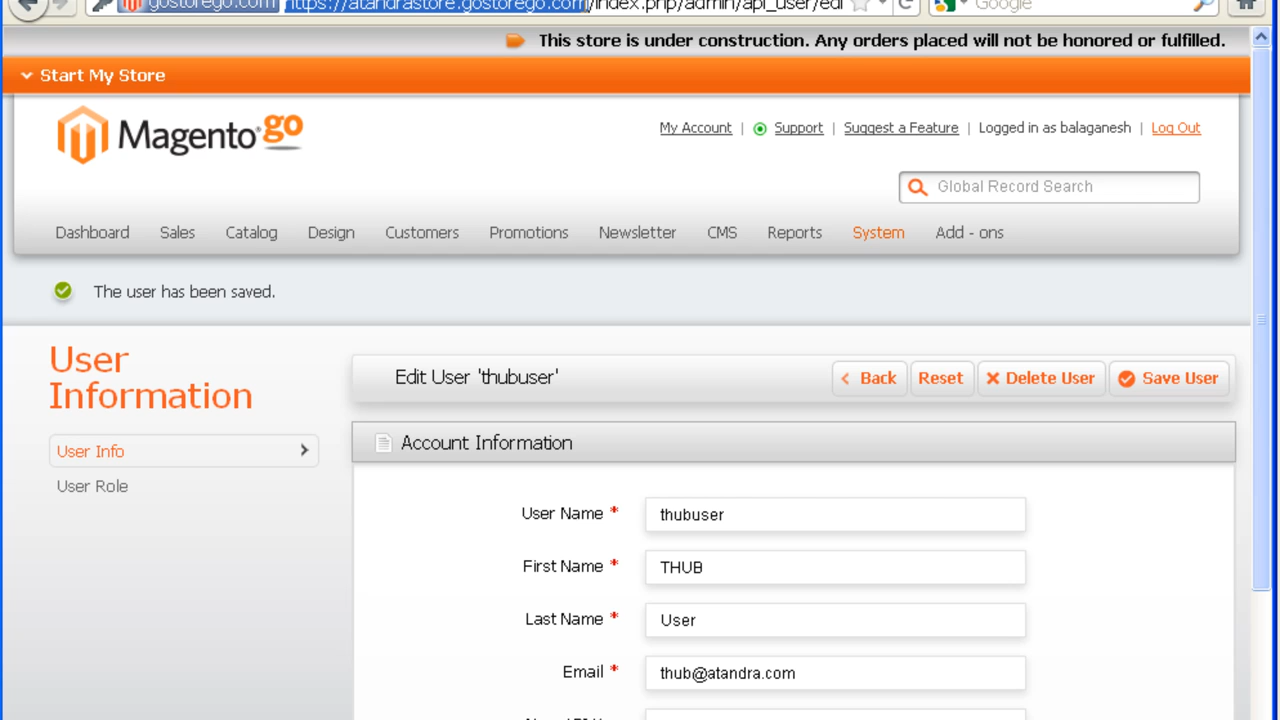 gostorego.com https://atandrastore.gostorego.com/index.php/admin/api_user/edi Google
This store is under construction. Any orders placed will not be honored or fulfilled.
Start My Store
Magento go
My Account | Support | Suggest a Feature | Logged in as balaganesh | Log Out
Global Record Search
Dashboard Sales Catalog Design Customers Promotions Newsletter CMS Reports System Add - ons
The user has been saved.
User
Information
User Info
User Role
Edit User 'thubuser'
Back Reset Delete User Save User
Account Information
User Name * thubuser
First Name * THUB
Last Name * User
Email * thub@atandra.com